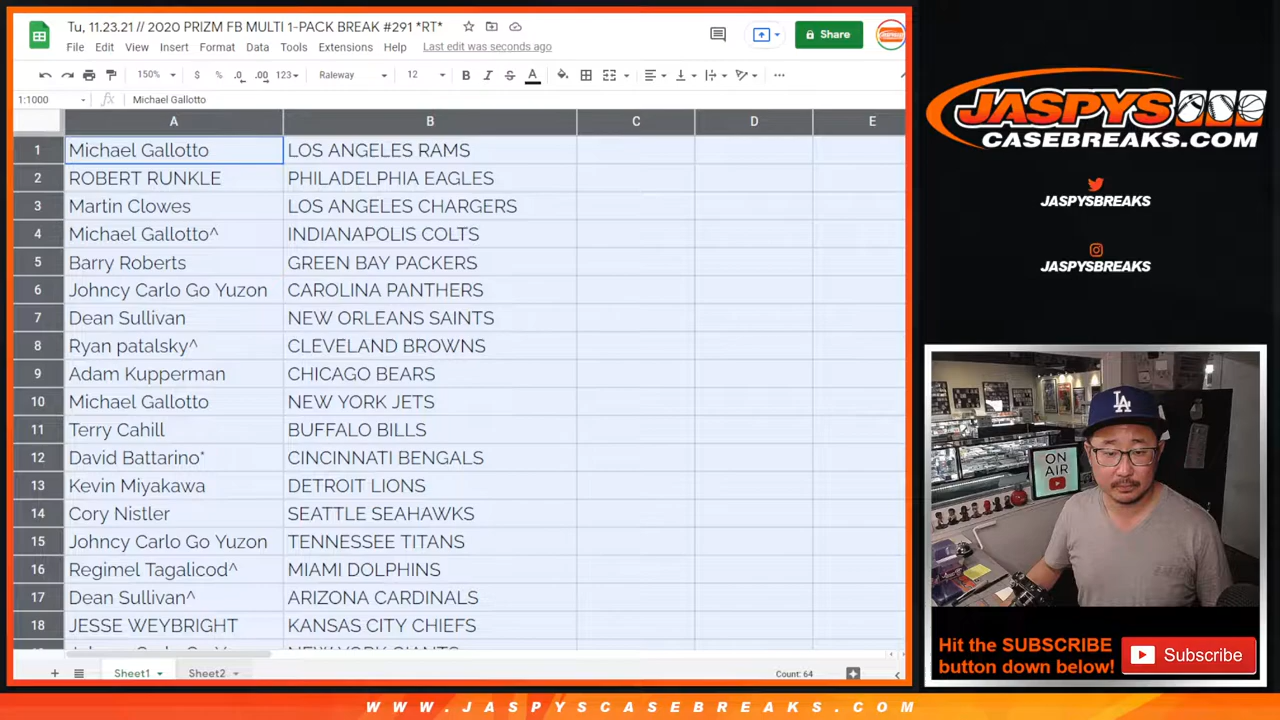 Tu, 11.23.21 // 2020 PRIZM FB MULTI 1-PACK BREAK #291 *RT*
File Edit View Insert Format Data Tools Extensions Help Last edit was seconds ago
Share
150% $ % .0 .00 123 Raleway 12 B I S A
1:1000 fx Michael Gallotto
A B C D E
1 Michael Gallotto LOS ANGELES RAMS
2 ROBERT RUNKLE PHILADELPHIA EAGLES
3 Martin Clowes LOS ANGELES CHARGERS
4 Michael Gallotto^ INDIANAPOLIS COLTS
5 Barry Roberts GREEN BAY PACKERS
6 Johncy Carlo Go Yuzon CAROLINA PANTHERS
7 Dean Sullivan NEW ORLEANS SAINTS
8 Ryan patalsky^ CLEVELAND BROWNS
9 Adam Kupperman CHICAGO BEARS
10 Michael Gallotto NEW YORK JETS
11 Terry Cahill BUFFALO BILLS
12 David Battarino* CINCINNATI BENGALS
13 Kevin Miyakawa DETROIT LIONS
14 Cory Nistler SEATTLE SEAHAWKS
15 Johncy Carlo Go Yuzon TENNESSEE TITANS
16 Regimel Tagalicod^ MIAMI DOLPHINS
17 Dean Sullivan^ ARIZONA CARDINALS
18 JESSE WEYBRIGHT KANSAS CITY CHIEFS
Sheet1 Sheet2 Count: 64
JASPYS
CASEBREAKS.COM
JASPYSBREAKS
JASPYSBREAKS
LA
ON
AIR
Hit the SUBSCRIBE
button down below!
Subscribe
WWW.JASPYSCASEBREAKS.COM